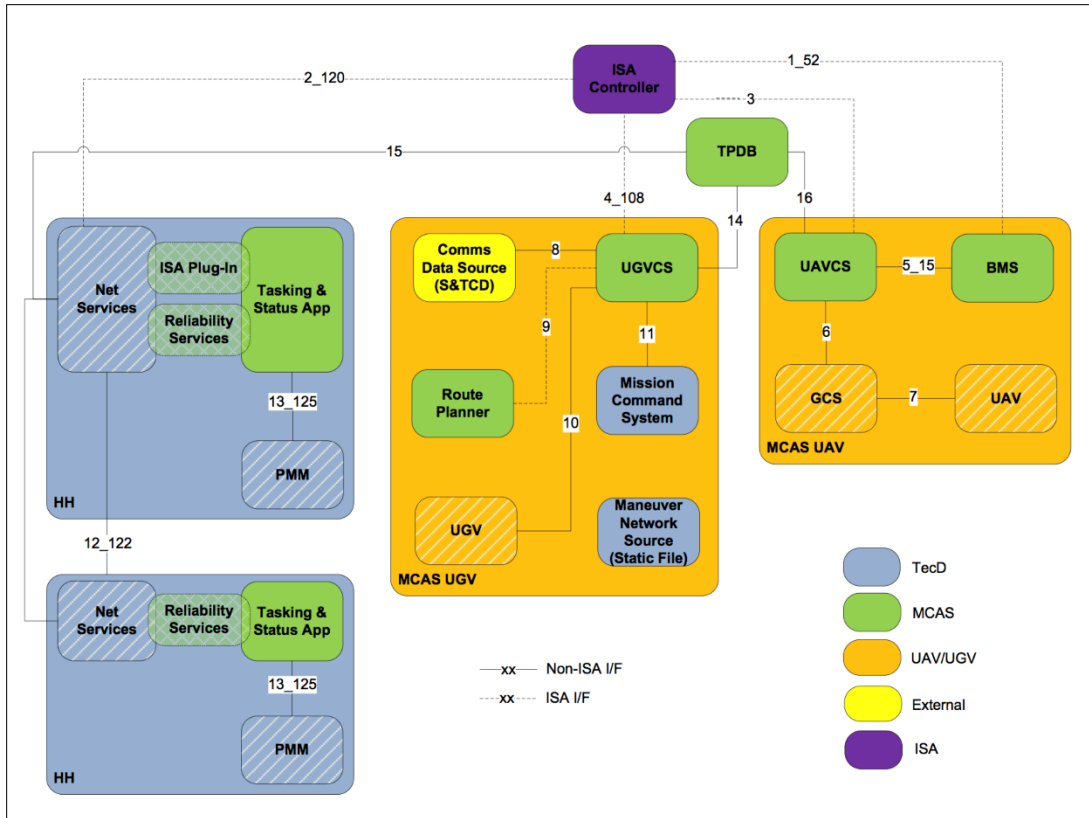 ISA
Controller
2_120
1_52
3
TPDB
15
4_108
14
16
Net
Services
ISA Plug-In
Reliability
Services
Tasking &
Status App
13_125
PMM
HH
Comms
Data Source
(S&TCD)
8
UGVCS
9
11
Route
Planner
Mission
Command
System
10
UGV
Maneuver
Network
Source
(Static File)
MCAS UGV
UAVCS
5_15
BMS
6
GCS
7
UAV
MCAS UAV
12_122
Net
Services
Reliability
Services
Tasking &
Status App
13_125
PMM
HH
xx Non-ISA I/F
xx ISA I/F
TecD
MCAS
UAV/UGV
External
ISA